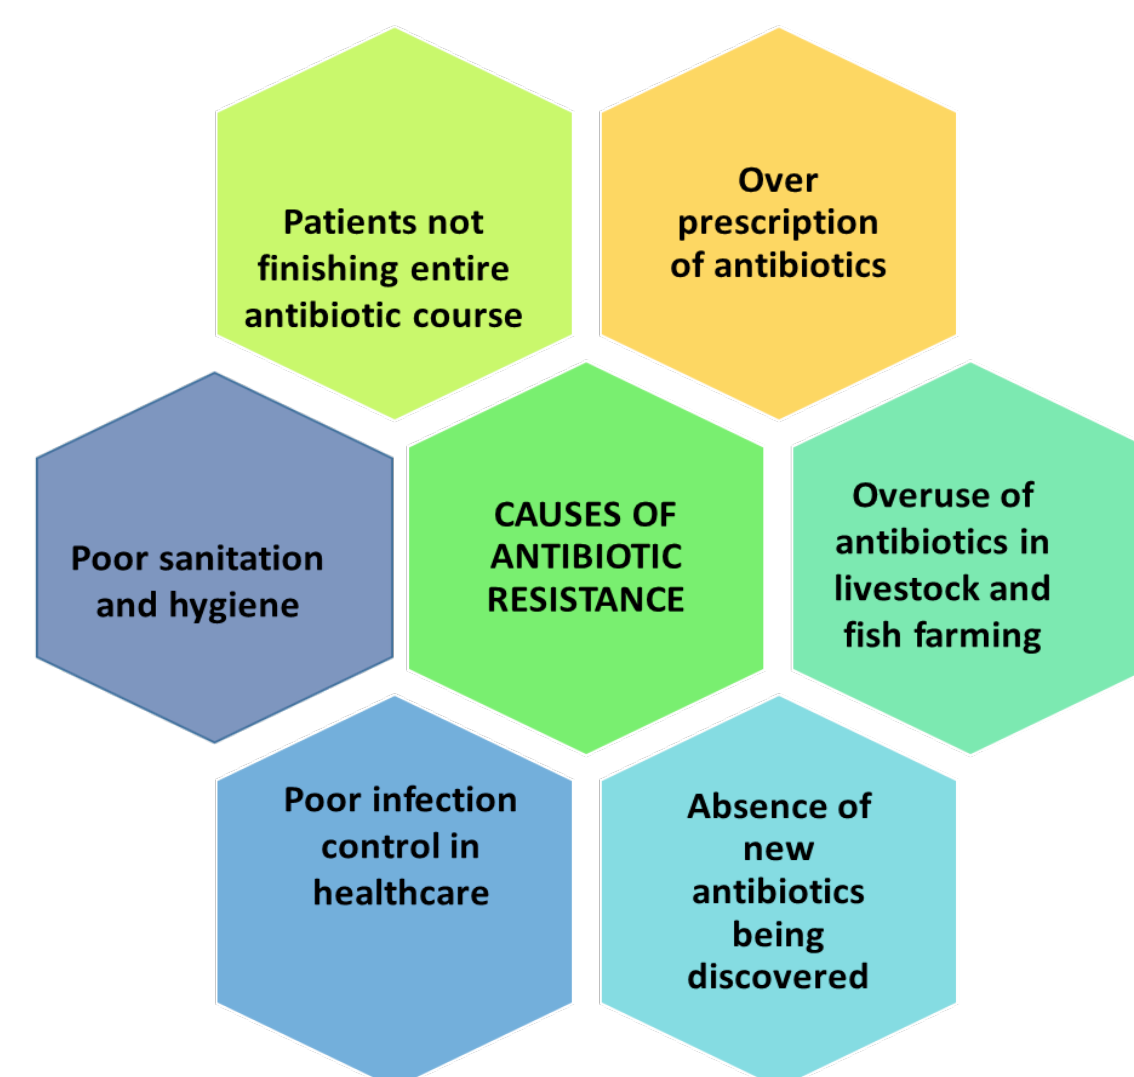 Patients not
finishing entire
antibiotic course
Over
prescription
of antibiotics
Poor sanitation
and hygiene
CAUSES OF
ANTIBIOTIC
RESISTANCE
Overuse of
antibiotics in
livestock and
fish farming
Poor infection
control in
healthcare
Absence of
new
antibiotics
being
discovered